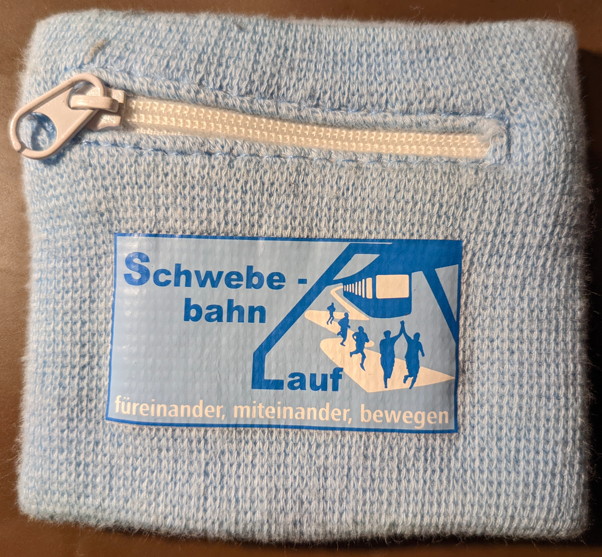 Schwebe -
bahn
Lauf
füreinander, miteinander, bewegen